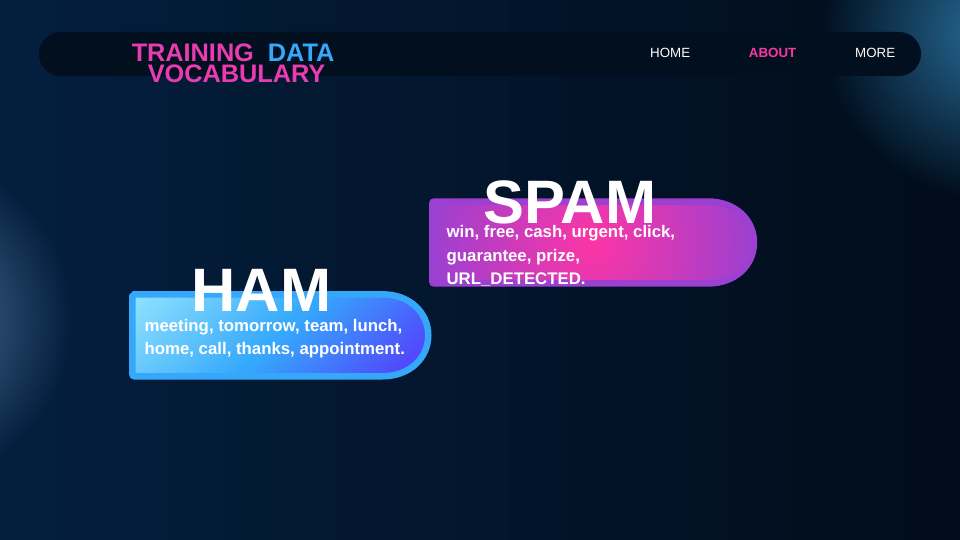 TRAINING DATA
VOCABULARY
HOME
ABOUT
MORE
SPAM
win, free, cash, urgent, click,
guarantee, prize,
URL_DETECTED.
HAM
meeting, tomorrow, team, lunch,
home, call, thanks, appointment.